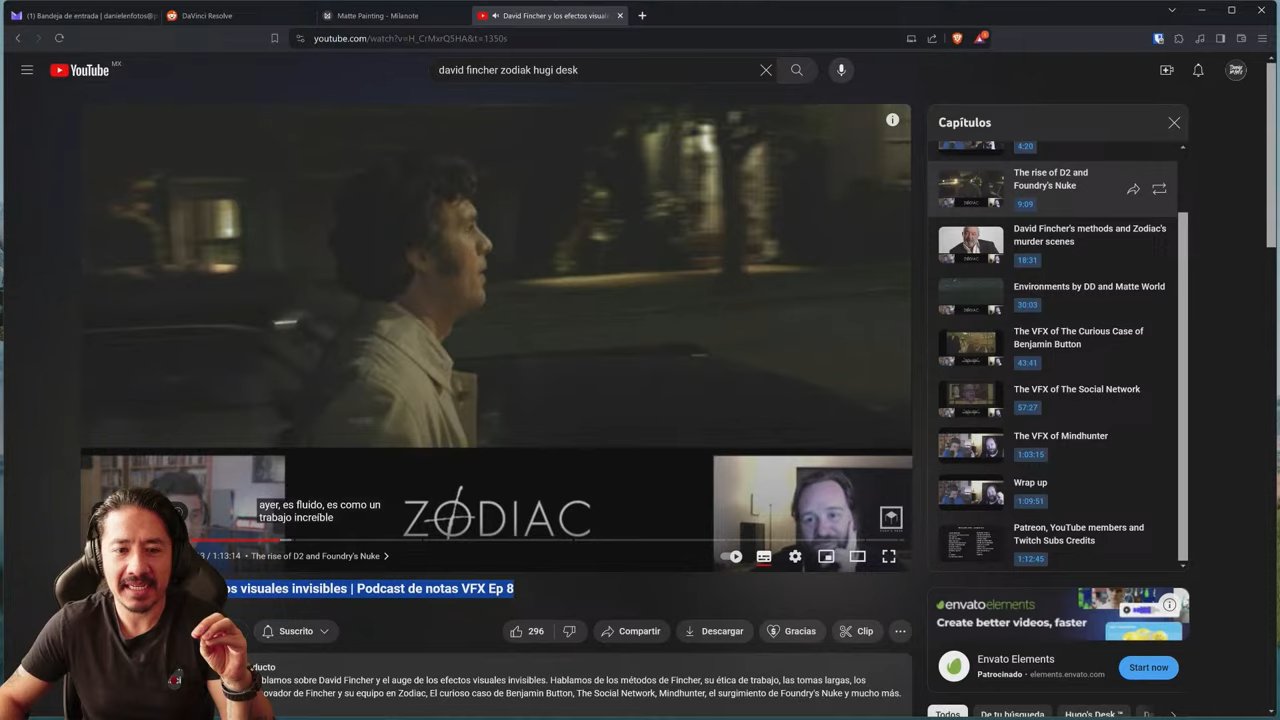 (1) Bandeja de entrada | danielenfotos@p
DaVinci Resolve
Matte Painting - Milanote
David Fincher y los efectos visuale
youtube.com/watch?v=H_CrMxrQ5HA&t=1350s
YouTube MX
david fincher zodiak hugi desk
Capítulos
4:20
The rise of D2 and
Foundry's Nuke
9:09
David Fincher's methods and Zodiac's
murder scenes
18:31
Environments by DD and Matte World
30:03
The VFX of The Curious Case of
Benjamin Button
43:41
The VFX of The Social Network
57:27
The VFX of Mindhunter
1:03:15
Wrap up
1:09:51
Patreon, YouTube members and
Twitch Subs Credits
1:12:45
ZODIAC
ayer, es fluido, es como un
trabajo increíble
3 / 1:13:14 • The rise of D2 and Foundry's Nuke
os visuales invisibles | Podcast de notas VFX Ep 8
Suscrito
296
Compartir
Descargar
Gracias
Clip
ducto
blamos sobre David Fincher y el auge de los efectos visuales invisibles. Hablamos de los métodos de Fincher, su ética de trabajo, las tomas largas, los
ovador de Fincher y su equipo en Zodiac, El curioso caso de Benjamin Button, The Social Network, Mindhunter, el surgimiento de Foundry's Nuke y mucho más.
envato elements
Create better videos, faster
Envato Elements
Patrocinado • elements.envato.com
Start now
Todos
De tu búsqueda
Hugo's Desk ™